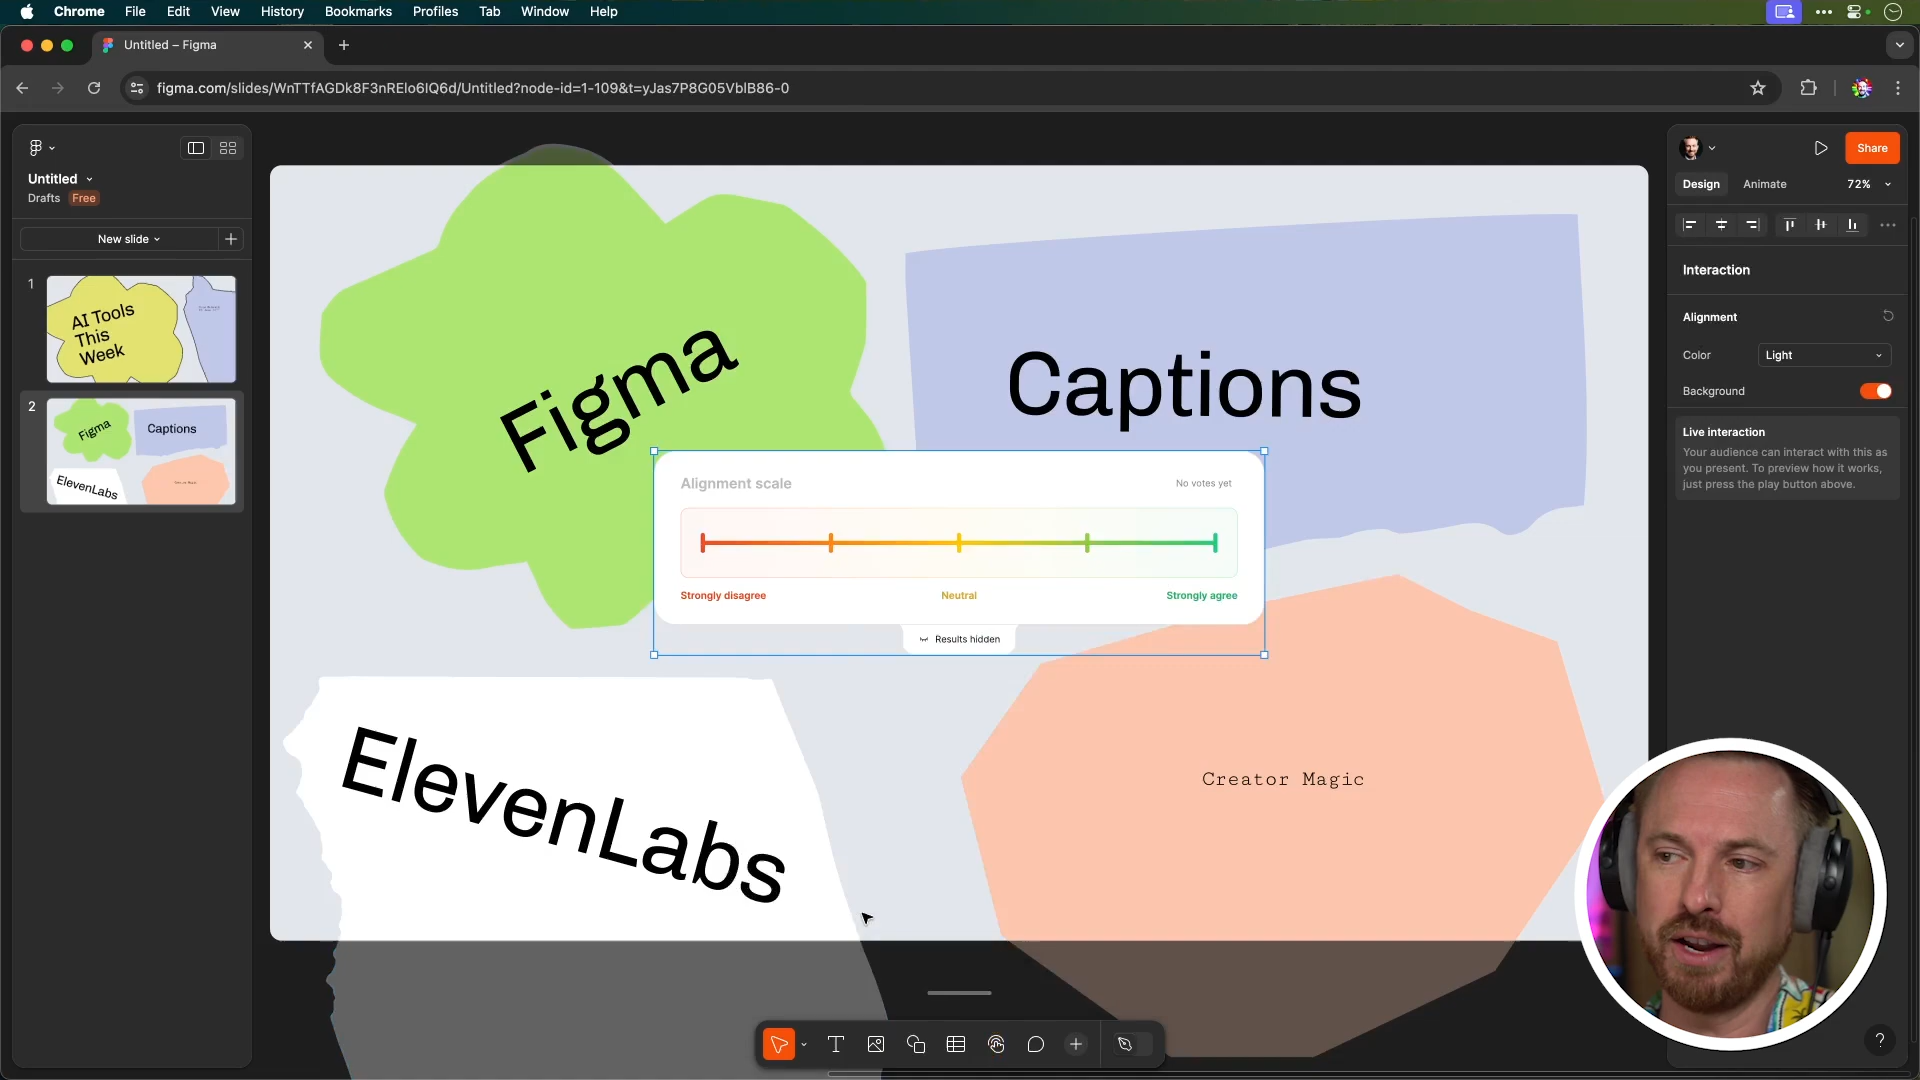 Chrome File Edit View History Bookmarks Profiles Tab Window Help
Untitled – Figma
figma.com/slides/WnTTfAGDk8F3nREIo6IQ6d/Untitled?node-id=1-109&t=yJas7P8G05VblB86-0
Untitled
Drafts Free
New slide
1
AI Tools
This
Week
2
Figma
Captions
ElevenLabs
Figma
Captions
Alignment scale
No votes yet
Strongly disagree
Neutral
Strongly agree
Results hidden
ElevenLabs
Creator Magic
Share
Design Animate 72%
Interaction
Alignment
Color Light
Background
Live interaction
Your audience can interact with this as
you present. To preview how it works,
just press the play button above.
?